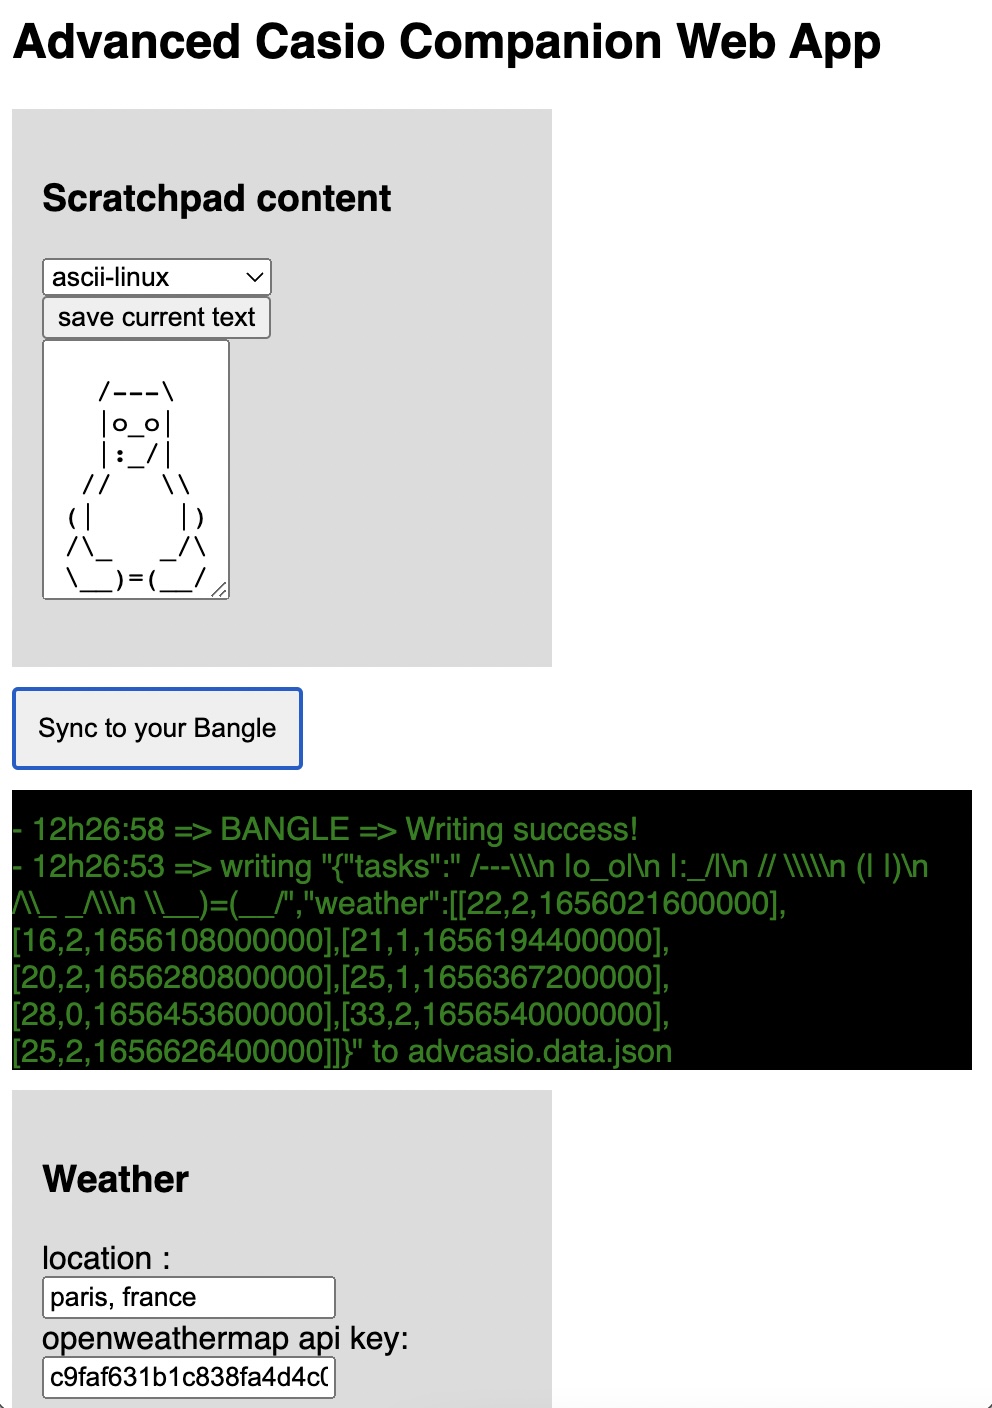 Advanced Casio Companion Web App
Scratchpad content
ascii-linux
save current text
/---\
|o_o|
|:_/|
//   \\
(|      |)
/\_   _/\
\__)=(__/
Sync to your Bangle
- 12h26:58 => BANGLE => Writing success!
- 12h26:53 => writing "{"tasks":" /---\\\n |o_o|\n |:_/|\n // \\\\\n (| |)\n
/\\_ _/\\\n \\__)=(__/","weather":[[22,2,1656021600000],
[16,2,1656108000000],[21,1,1656194400000],
[20,2,1656280800000],[25,1,1656367200000],
[28,0,1656453600000],[33,2,1656540000000],
[25,2,1656626400000]]}" to advcasio.data.json
Weather
location :
paris, france
openweathermap api key:
c9faf631b1c838fa4d4c